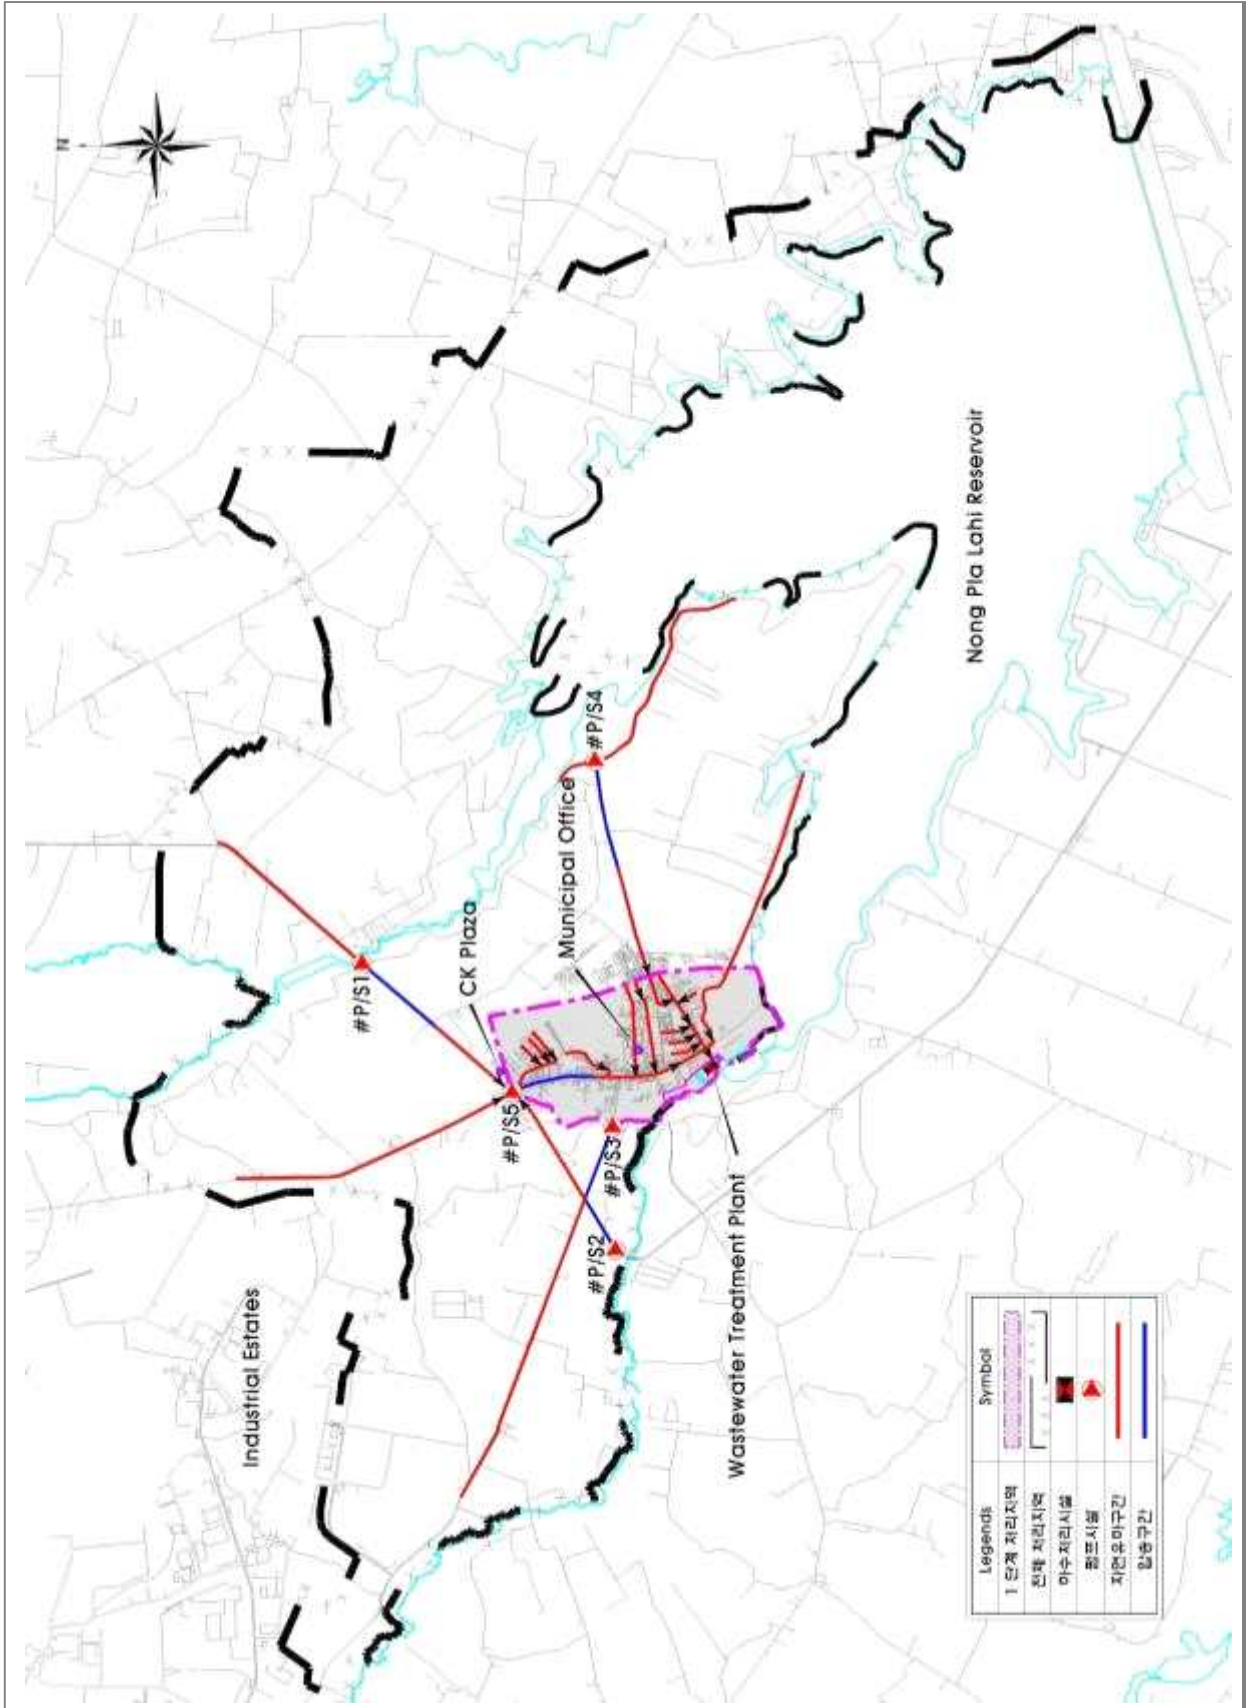 N
Nong Pla Lahi Reservoir
#P/S4
Municipal Office
CK Plaza
#P/S1
#P/S5
#P/S3
#P/S2
Wastewater Treatment Plant
Industrial Estates
Legends Symbol
1 단계 처리지역
전체 처리지역
하수처리시설
펌프시설
자연유하구간
압송구간